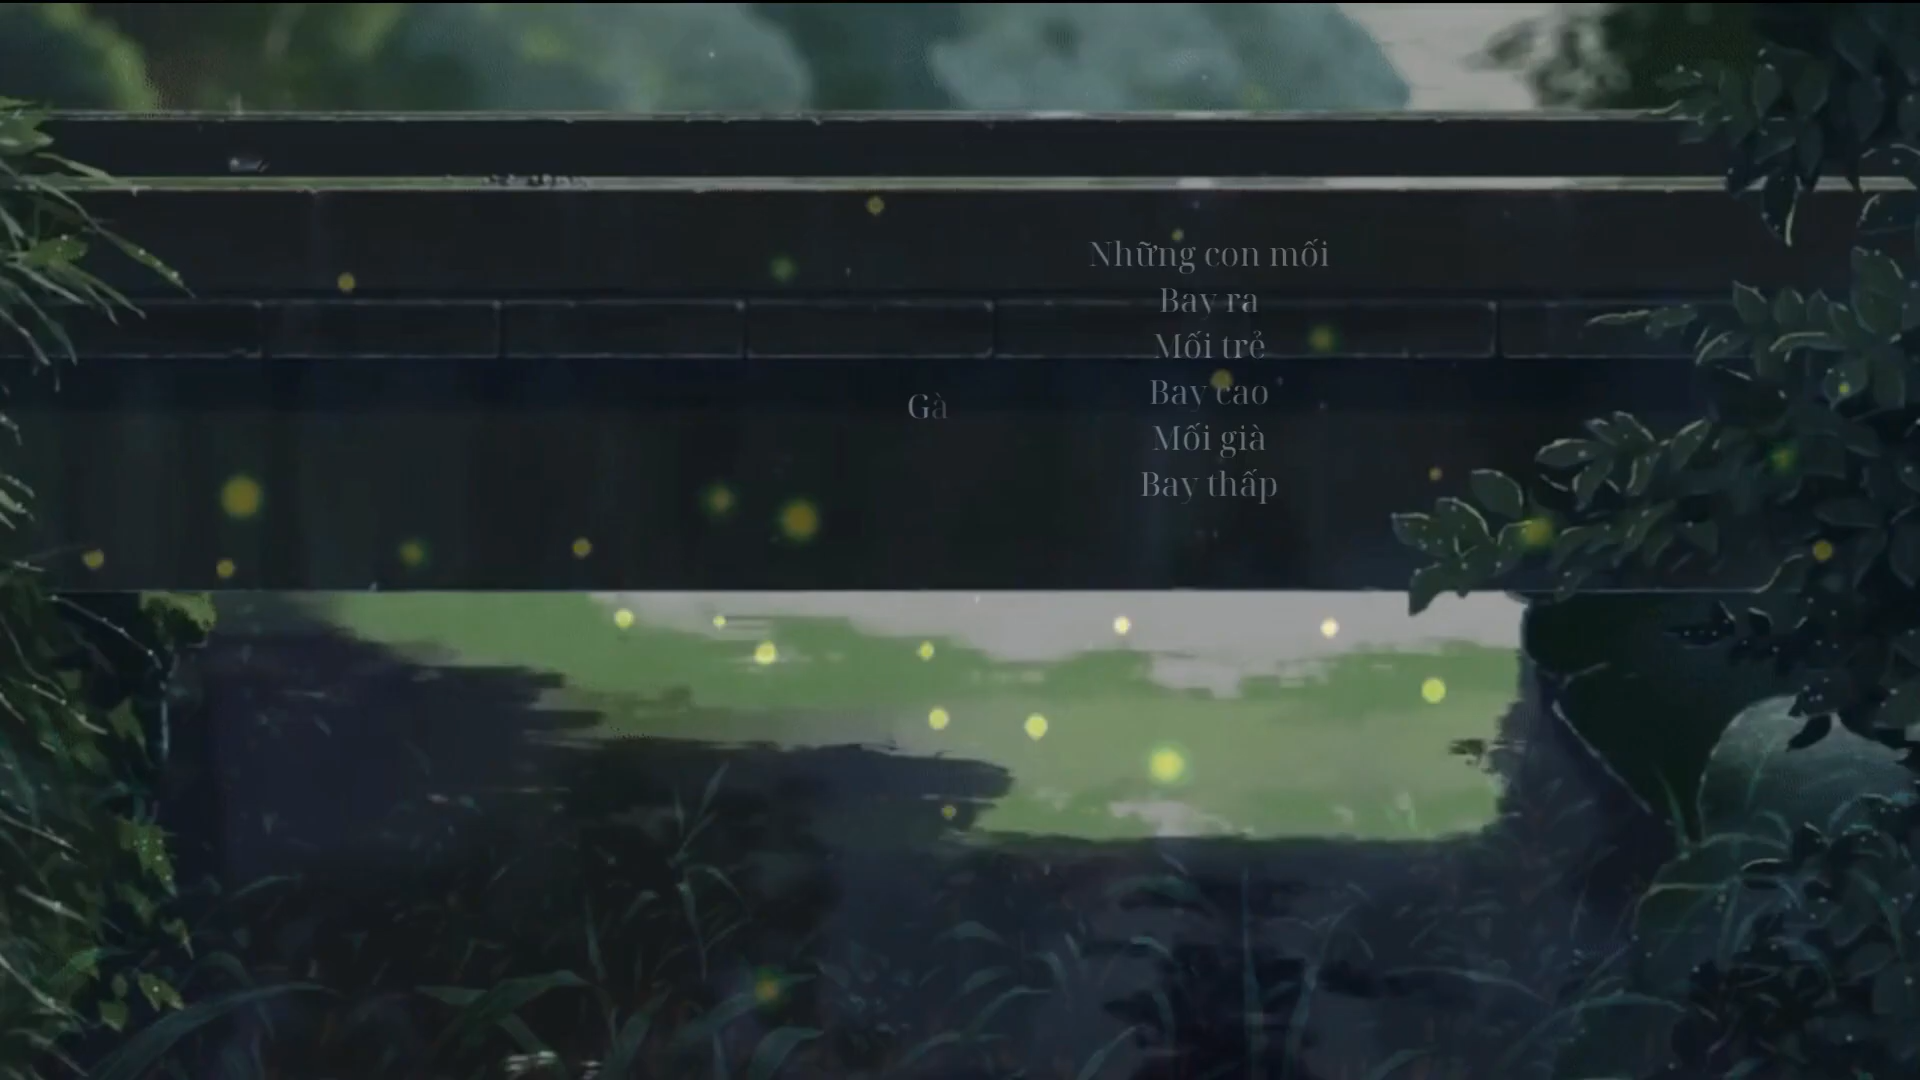 Những con mối
Bay ra
Mối trẻ
Bay cao
Mối già
Bay thấp
Gà